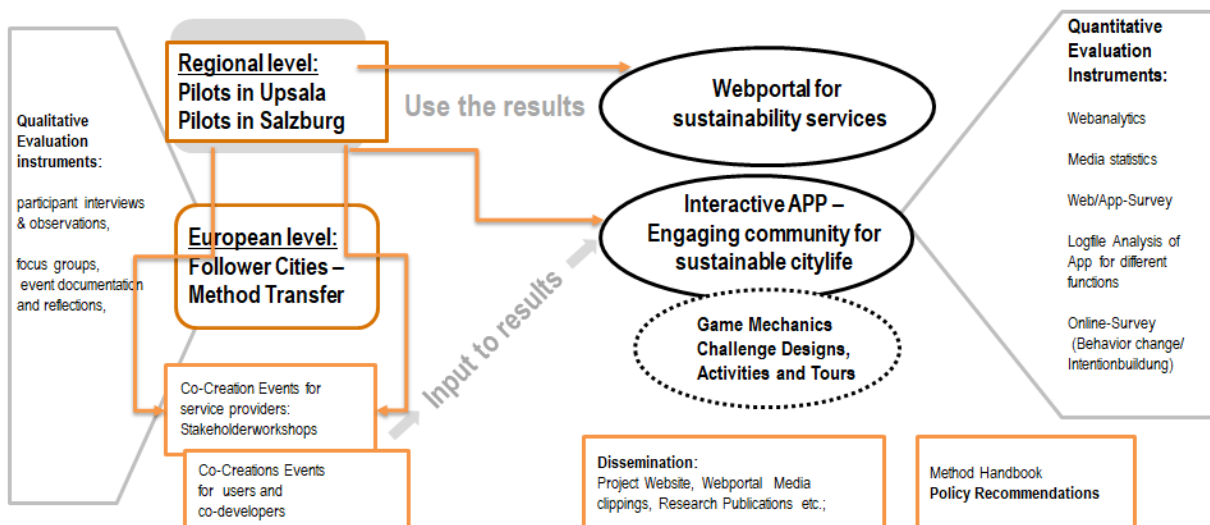 Qualitative
Evaluation
instruments:
participant interviews
& observations,
focus groups,
event documentation
and reflections,
Regional level:
Pilots in Upsala
Pilots in Salzburg
European level:
Follower Cities –
Method Transfer
Co-Creation Events for
service providers:
Stakeholderworkshops
Co-Creations Events
for users and
co-developers
Use the results
Input to results
Webportal for
sustainability services
Interactive APP –
Engaging community for
sustainable citylife
Game Mechanics
Challenge Designs,
Activities and Tours
Dissemination:
Project Website, Webportal Media
clippings, Research Publications etc.;
Method Handbook
Policy Recommendations
Quantitative
Evaluation
Instruments:
Webanalytics
Media statistics
Web/App-Survey
Logfile Analysis of
App for different
functions
Online-Survey
(Behavior change/
Intentionbuildung)